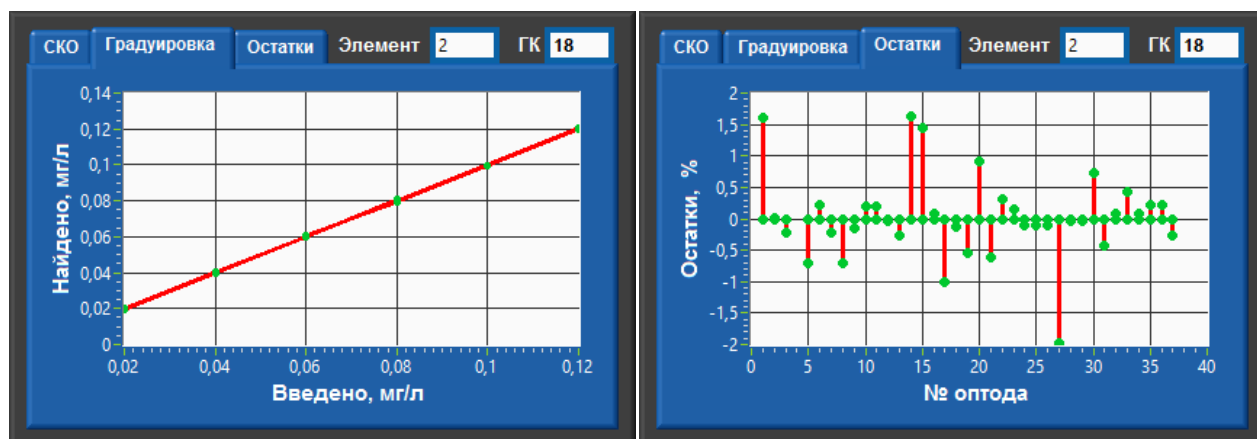 СКО Градуировка Остатки Элемент 2 ГК 18
0,14
0,12
0,1
0,08
0,06
0,04
0,02
0
Найдено, мг/л
0,02 0,04 0,06 0,08 0,1 0,12
Введено, мг/л
СКО Градуировка Остатки Элемент 2 ГК 18
2
1,5
1
0,5
0
-0,5
-1
-1,5
-2
Остатки, %
0 5 10 15 20 25 30 35 40
№ оптода